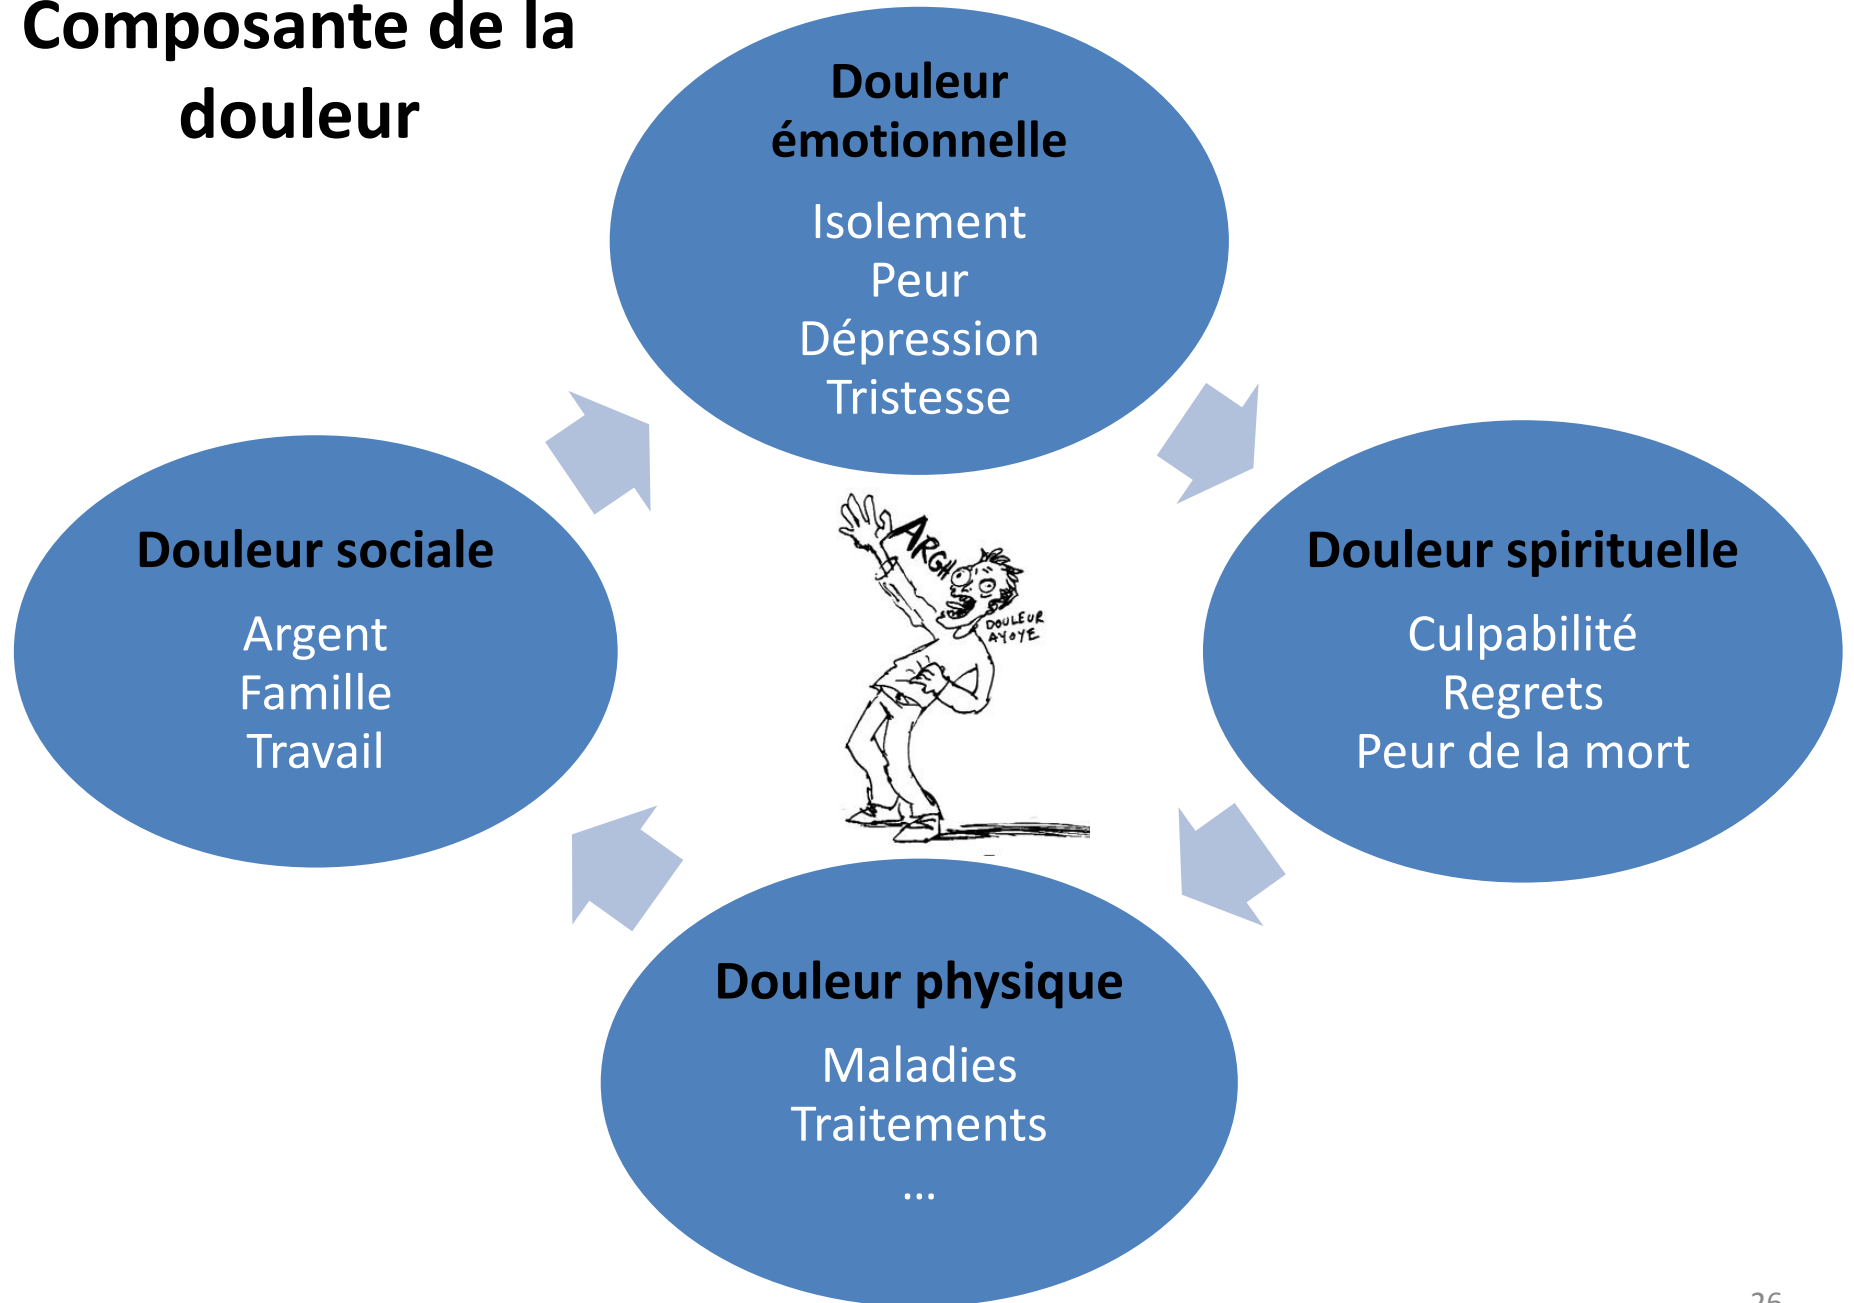 Composante de la
douleur
Douleur
émotionnelle
Isolement
Peur
Dépression
Tristesse
Douleur sociale
Argent
Famille
Travail
ARGH
DOULEUR
AYOYE
Douleur spirituelle
Culpabilité
Regrets
Peur de la mort
Douleur physique
Maladies
Traitements
...
26